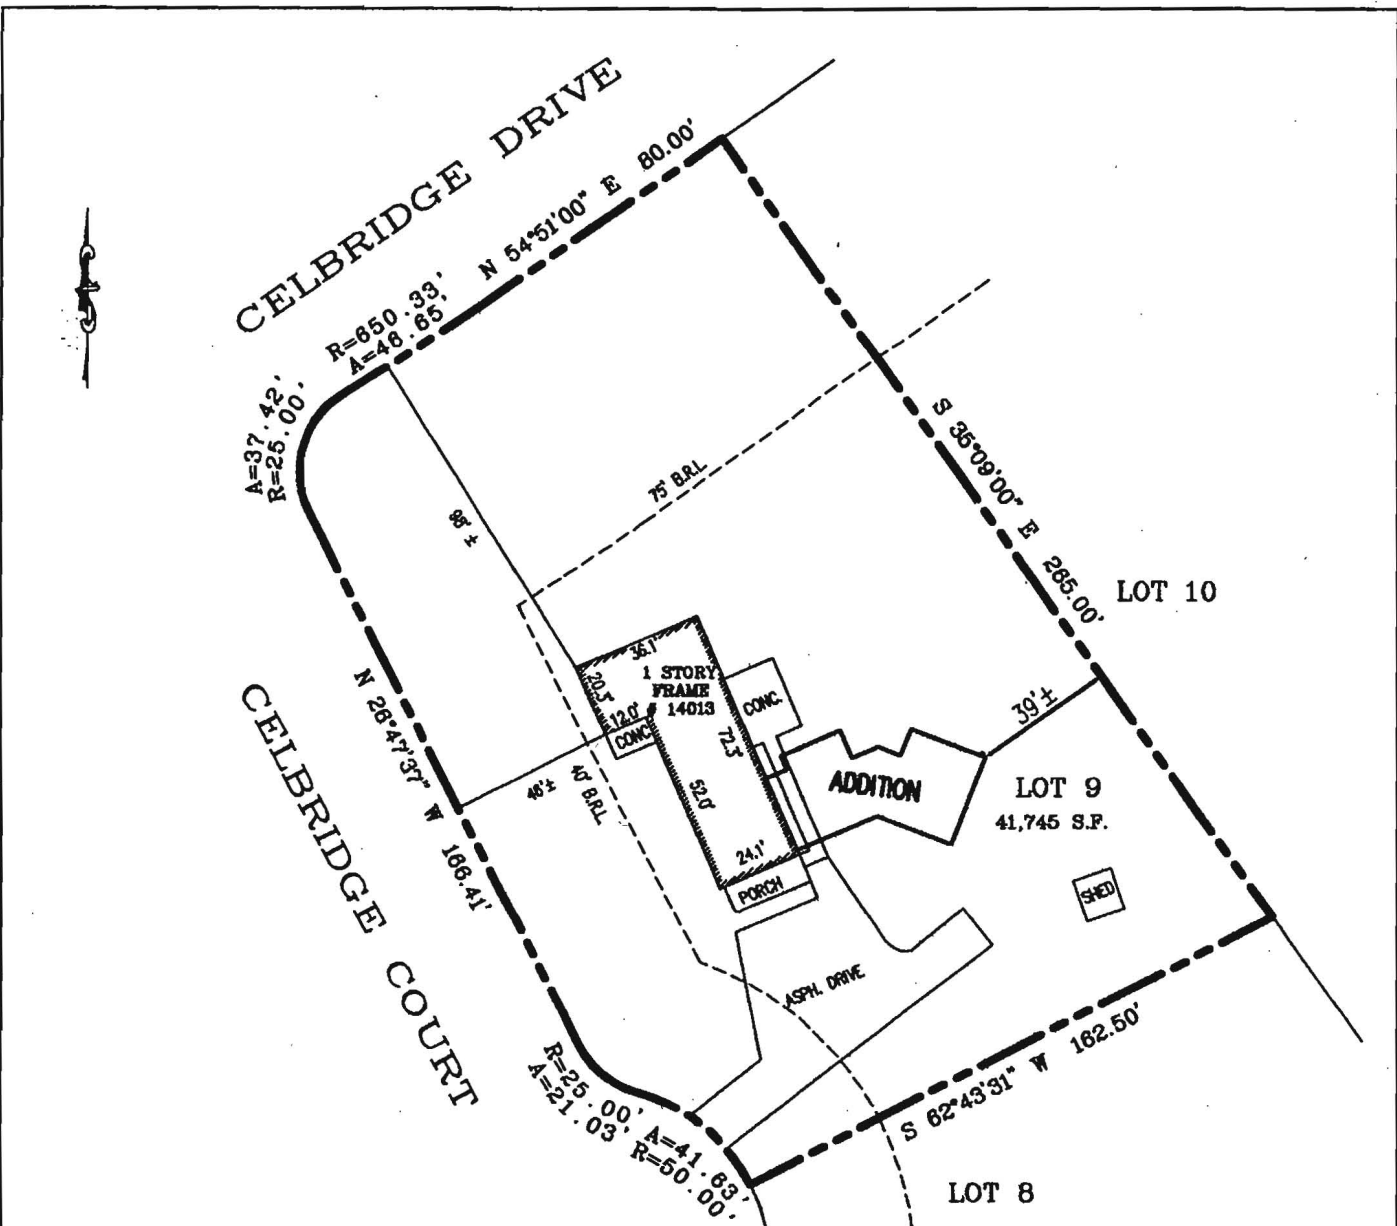 CELBRIDGE DRIVE
N 54°51'00" E 80.00'
R=650.33'
A=48.65'
A=37.42'
R=25.00'
75' B.R.L.
S 35°09'00" E 265.00'
LOT 10
36.1'
1 STORY
FRAME
# 14013
20.3'
12.0'
CONC.
CONC.
72.3'
39'±
N 26°47'37" W 166.41'
46'±
40' B.R.L.
52.0'
ADDITION
LOT 9
41,745 S.F.
24.1'
PORCH
SHED
CELBRIDGE COURT
ASPH. DRIVE
S 62°43'31" W 162.50'
R=25.00'
A=21.03'
A=41.63'
R=50.00'
LOT 8